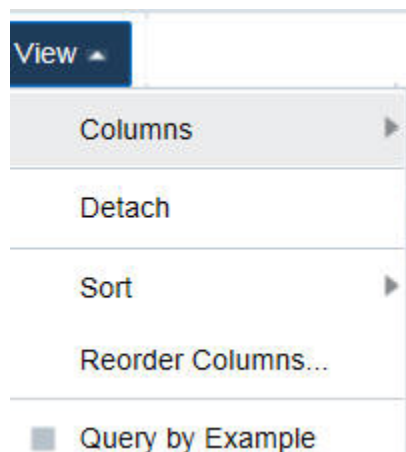 View
Columns
Detach
Sort
Reorder Columns...
Query by Example